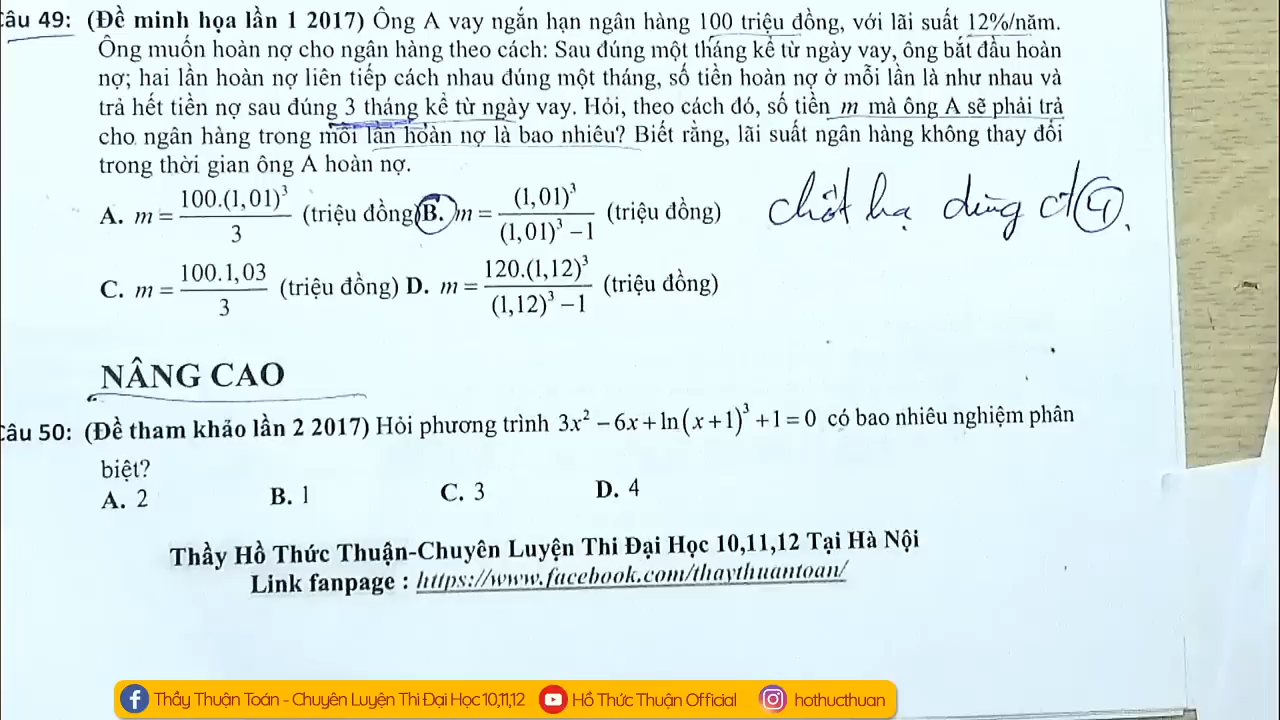 Câu 49: (Đề minh họa lần 1 2017) Ông A vay ngắn hạn ngân hàng 100 triệu đồng, với lãi suất 12%/năm.
Ông muốn hoàn nợ cho ngân hàng theo cách: Sau đúng một tháng kể từ ngày vay, ông bắt đầu hoàn
nợ; hai lần hoàn nợ liên tiếp cách nhau đúng một tháng, số tiền hoàn nợ ở mỗi lần là như nhau và
trả hết tiền nợ sau đúng 3 tháng kể từ ngày vay. Hỏi, theo cách đó, số tiền m mà ông A sẽ phải trả
cho ngân hàng trong mỗi lần hoàn nợ là bao nhiêu? Biết rằng, lãi suất ngân hàng không thay đổi
trong thời gian ông A hoàn nợ.
A. m = \frac{100.(1,01)^3}{3} (triệu đồng) B. m = \frac{(1,01)^3}{(1,01)^3 – 1} (triệu đồng)
chốt hạ dùng ct 4.
C. m = \frac{100.1,03}{3} (triệu đồng) D. m = \frac{120.(1,12)^3}{(1,12)^3 – 1} (triệu đồng)
NÂNG CAO
Câu 50: (Đề tham khảo lần 2 2017) Hỏi phương trình 3x² – 6x + ln(x + 1)³ + 1 = 0 có bao nhiêu nghiệm phân
biệt?
A. 2 B. 1 C. 3 D. 4
Thầy Hồ Thức Thuận-Chuyên Luyện Thi Đại Học 10,11,12 Tại Hà Nội
Link fanpage : https://www.facebook.com/thaythuantoan/
Thầy Thuận Toán - Chuyên Luyện Thi Đại Học 10,11,12 Hồ Thức Thuận Official hothucthuan